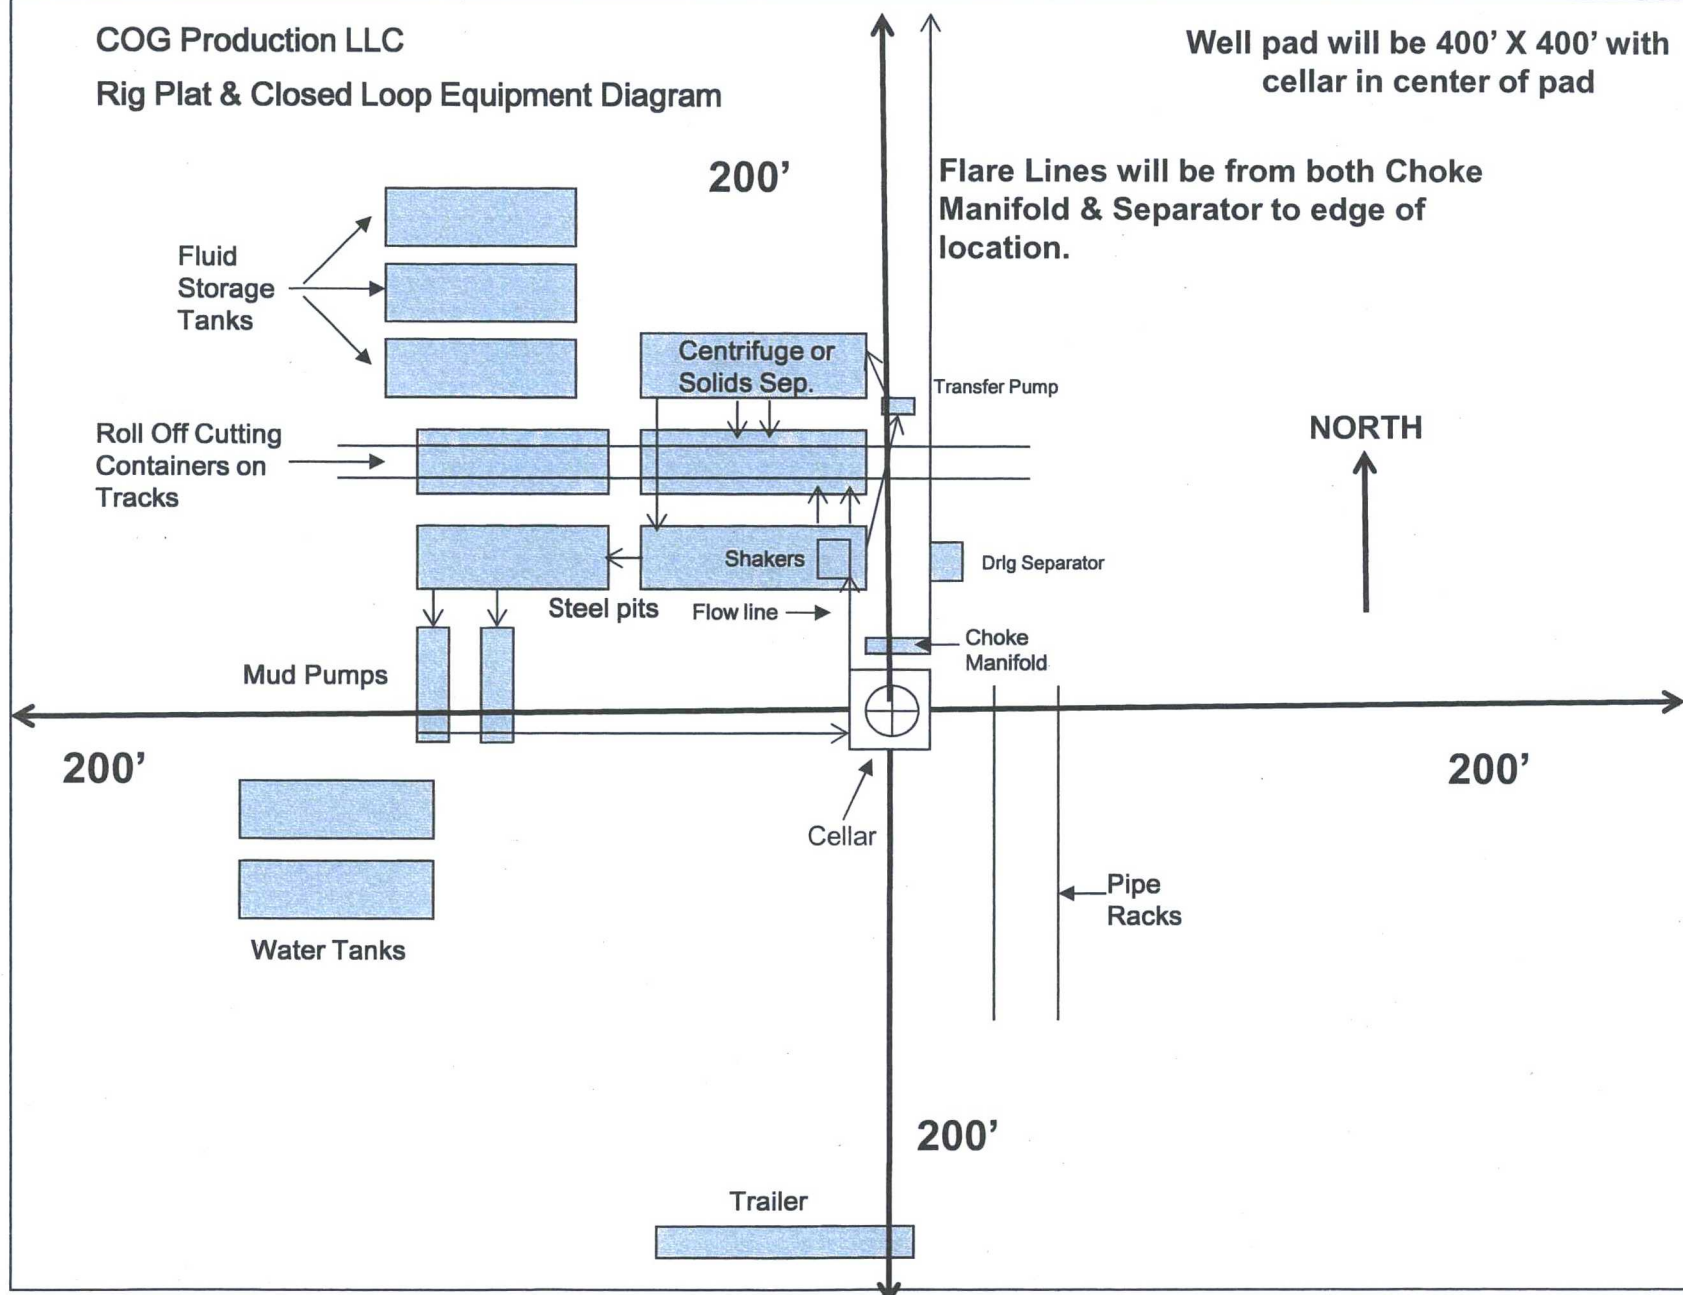 COG Production LLC
Rig Plat & Closed Loop Equipment Diagram
Well pad will be 400’ X 400’ with
cellar in center of pad
200’
Flare Lines will be from both Choke
Manifold & Separator to edge of
location.
Fluid
Storage
Tanks
Centrifuge or
Solids Sep.
Transfer Pump
Roll Off Cutting
Containers on
Tracks
NORTH
Shakers
Drlg Separator
Steel pits
Flow line
Choke
Manifold
Mud Pumps
200’
200’
Cellar
Pipe
Racks
Water Tanks
200’
Trailer